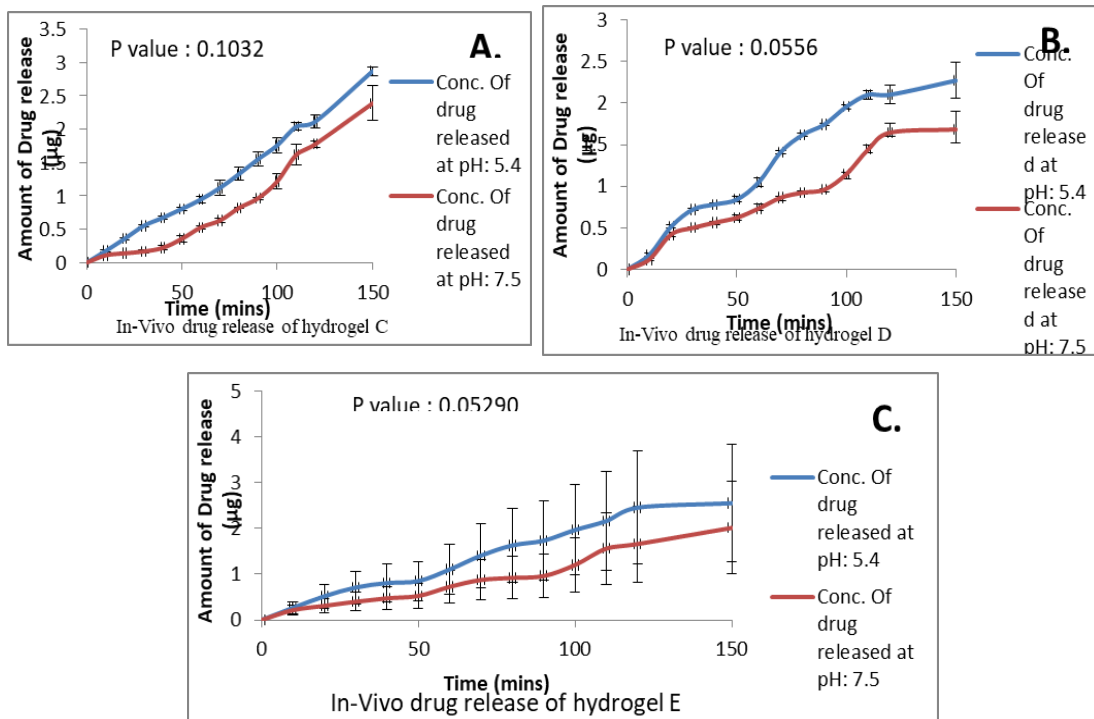 P value : 0.1032
A.
3.5
3
2.5
2
1.5
1
0.5
0
Amount of Drug release
(µg)
0
50
100
150
Time (mins)
Conc. Of
drug
released
at pH: 5.4
Conc. Of
drug
released
at pH: 7.5
In-Vivo drug release of hydrogel C
P value : 0.0556
B.
3
2.5
2
1.5
1
0.5
0
Amount of Drug release
(µg)
0
50
100
150
Time (mins)
Conc.
Of
drug
release
d at
pH: 5.4
Conc.
Of
drug
release
d at
pH: 7.5
In-Vivo drug release of hydrogel D
P value : 0.05290
C.
5
4
3
2
1
0
Amount of Drug release
(µg)
0
50
100
150
Time (mins)
Conc. Of
drug
released at
pH: 5.4
Conc. Of
drug
released at
pH: 7.5
In-Vivo drug release of hydrogel E